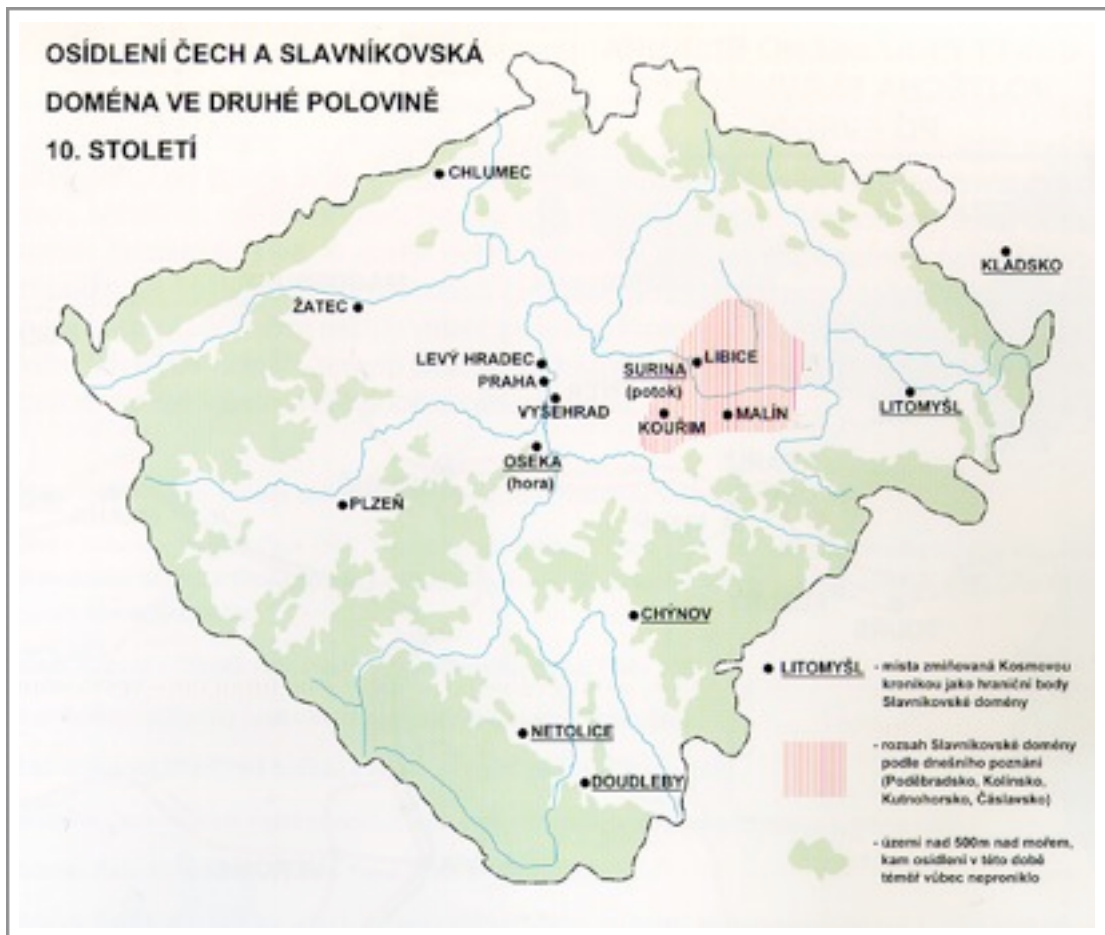 OSÍDLENÍ ČECH A SLAVNÍKOVSKÁ
DOMÉNA VE DRUHÉ POLOVINĚ
10. STOLETÍ
CHLUMEC
KLADSKO
ŽATEC
LEVÝ HRADEC
PRAHA
VYŠEHRAD
SURINA
(potok)
LIBICE
KOUŘIM
MALÍN
LITOMYŠL
OSEKA
(hora)
PLZEŇ
CHÝNOV
NETOLICE
DOUDLEBY
LITOMYŠL
- místa zmiňovaná Kosmovou
kronikou jako hraniční body
Slavníkovské domény
- rozsah Slavníkovské domény
podle dnešního poznání
(Poděbradsko, Kolínsko,
Kutnohorsko, Čáslavsko)
- území nad 500m nad mořem,
kam osídlení v této době
téměř vůbec neproniklo